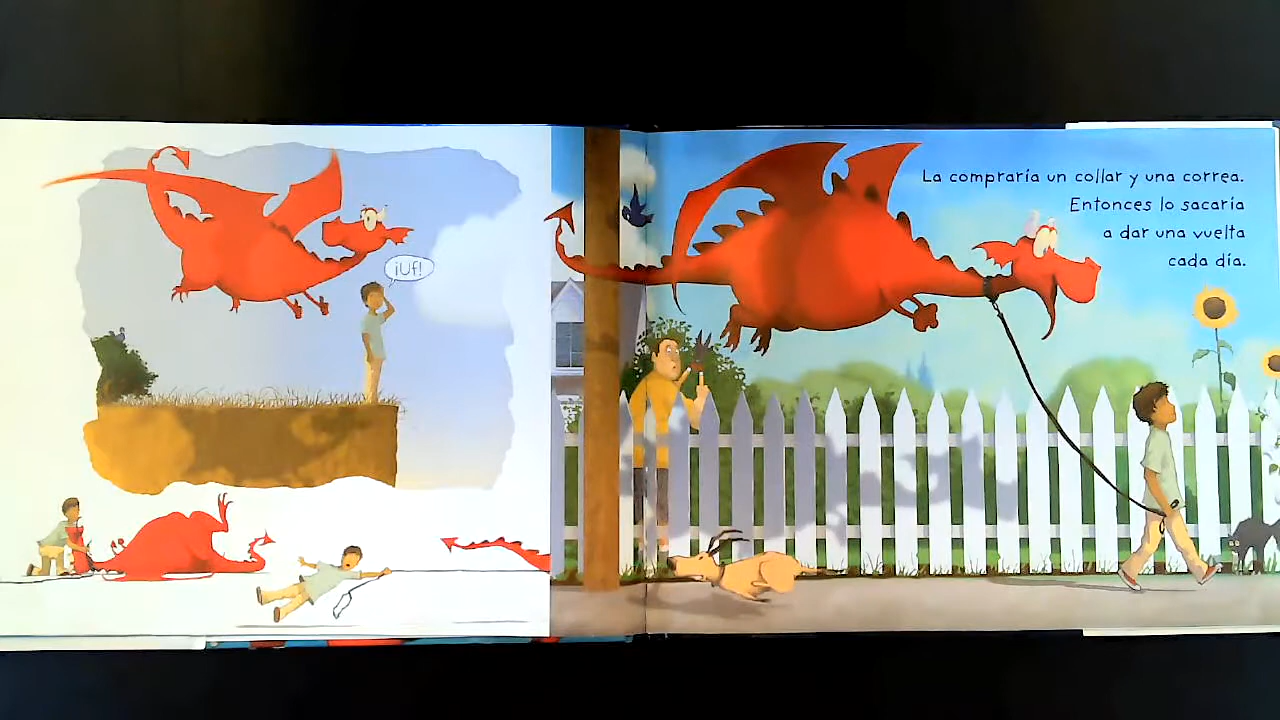 ¡Uf!
La compraría un collar y una correa.
Entonces lo sacaría
a dar una vuelta
cada día.